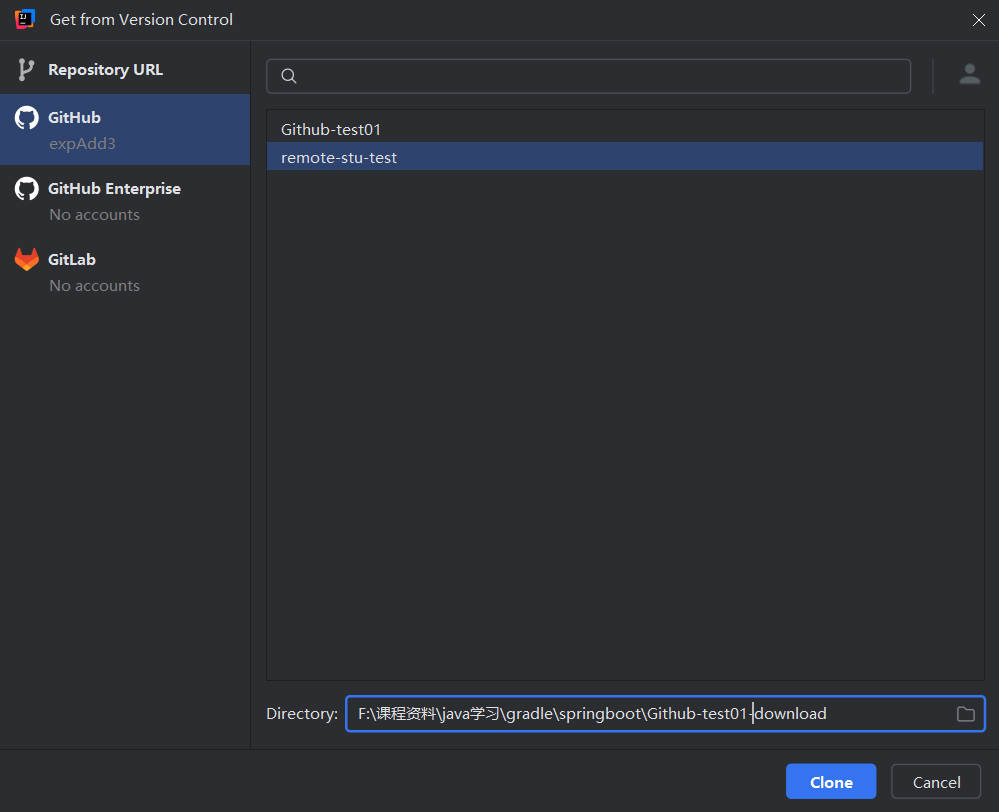 Get from Version Control
Repository URL
GitHub
expAdd3
GitHub Enterprise
No accounts
GitLab
No accounts
Github-test01
remote-stu-test
Directory: F:\课程资料\java学习\gradle\springboot\Github-test01-download
Clone Cancel